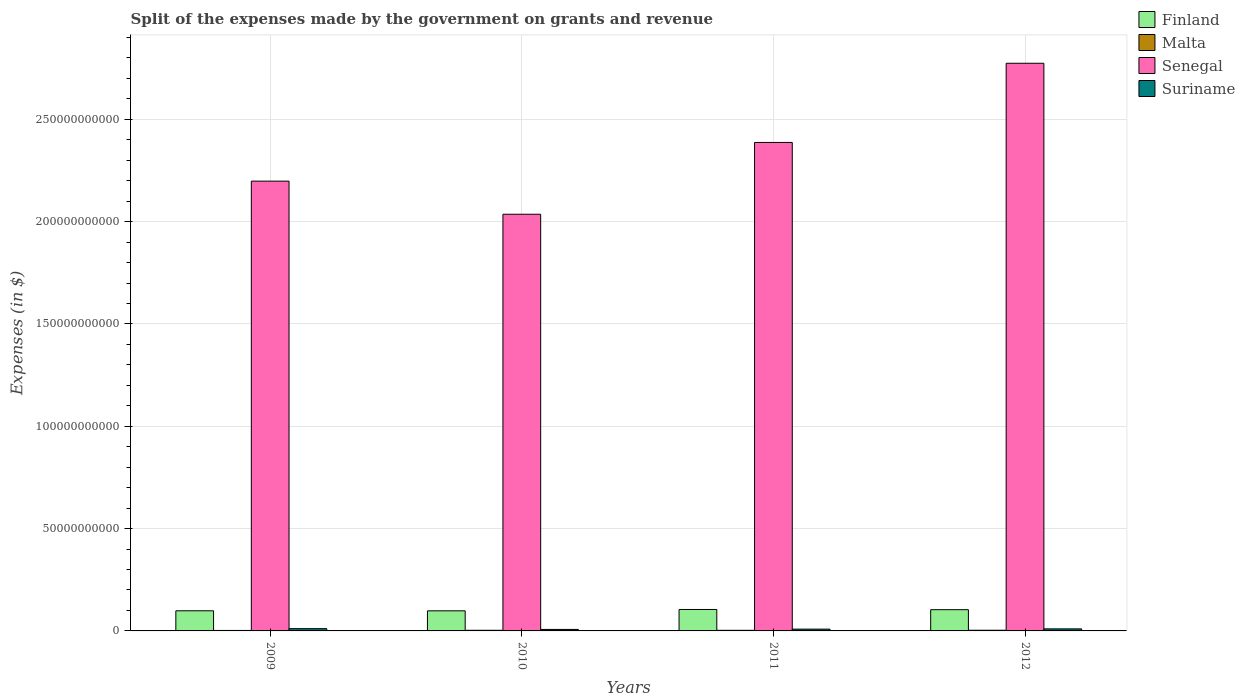 Split of the expenses made by the government on grants and revenue
Finland
Malta
Senegal
Suriname
Expenses (in $)
250000000000
200000000000
150000000000
100000000000
50000000000
0
2009
2010
2011
2012
Years